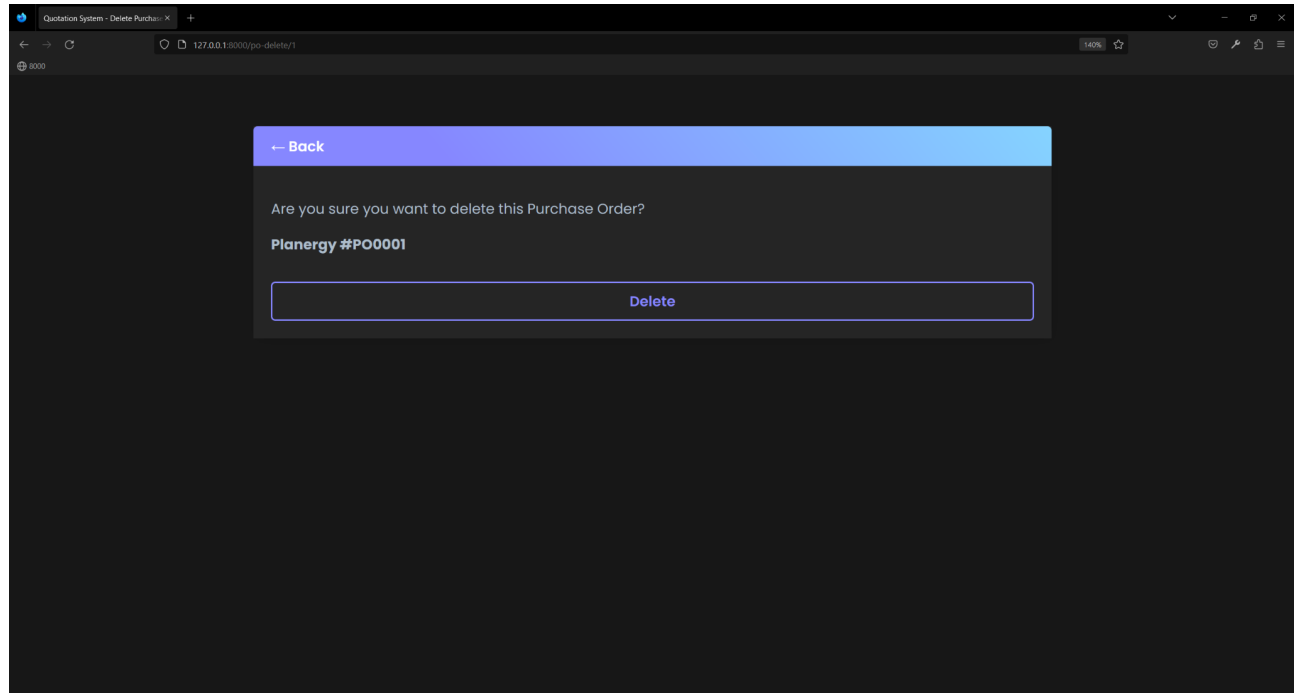 Quotation System - Delete Purchas
127.0.0.1:8000/po-delete/1
140%
8000
← Back
Are you sure you want to delete this Purchase Order?
Planergy #PO0001
Delete